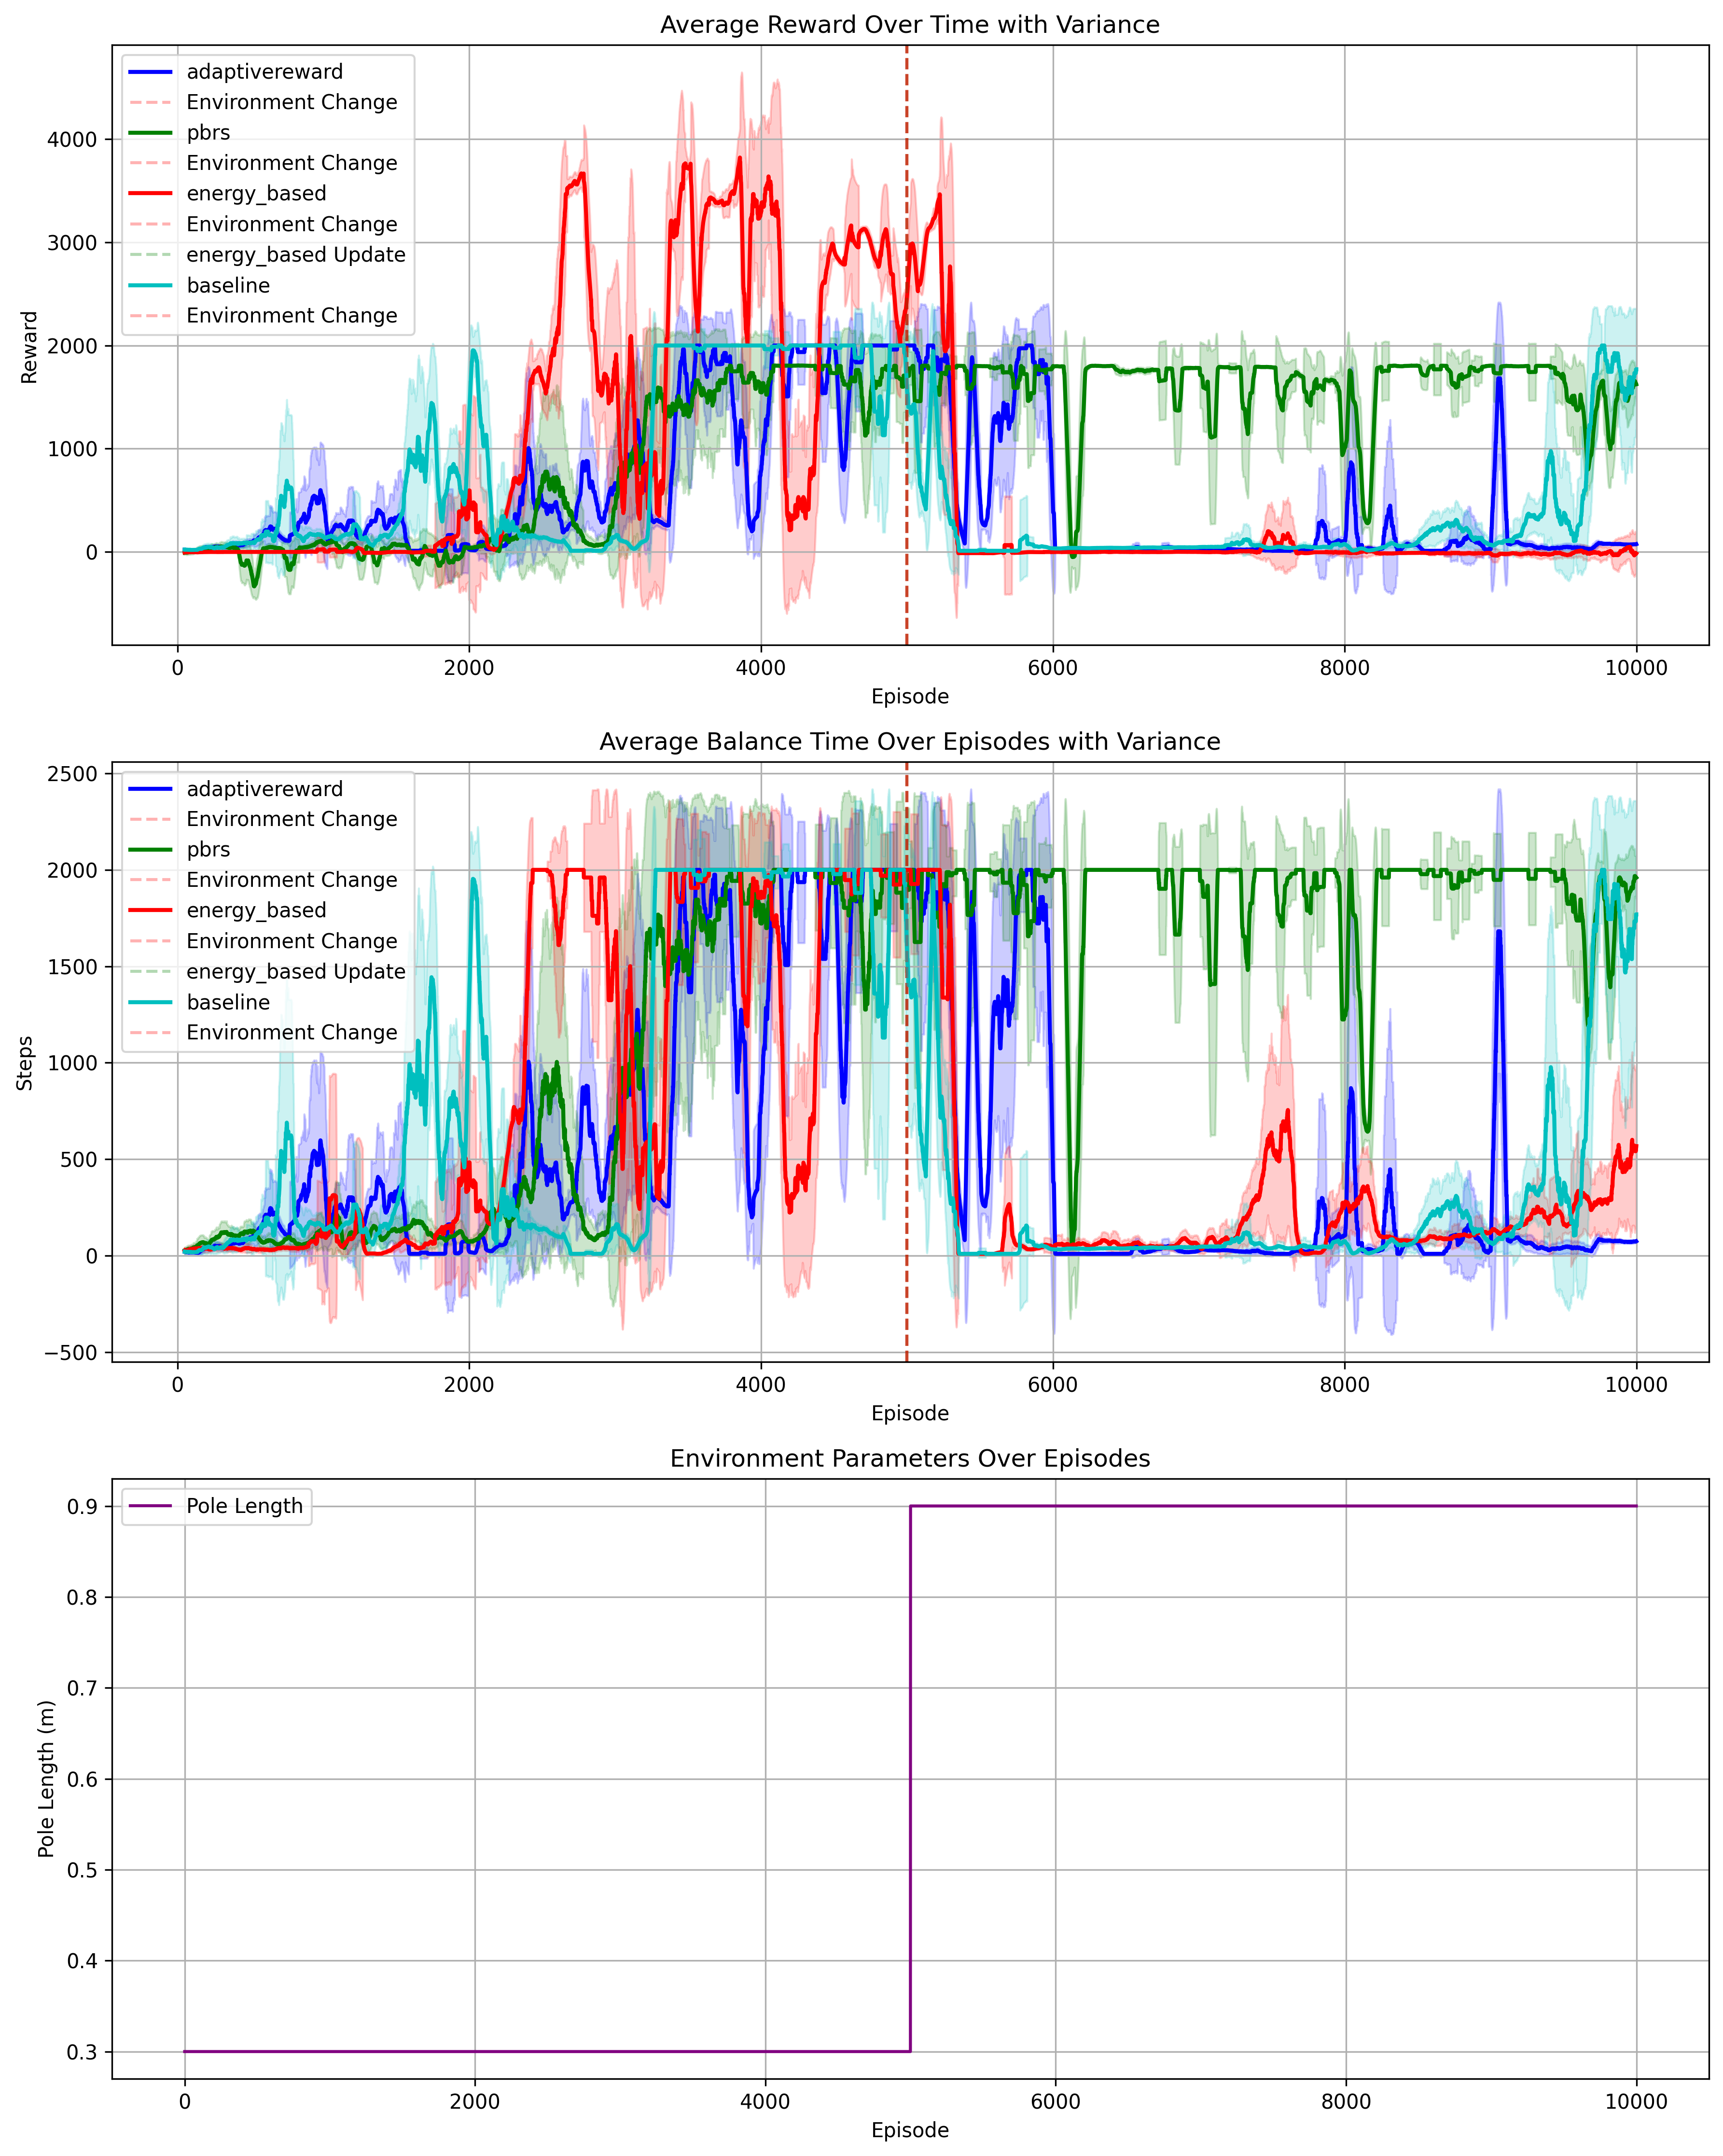 Average Reward Over Time with Variance
adaptivereward
Environment Change
pbrs
Environment Change
energy_based
Environment Change
energy_based Update
baseline
Environment Change
Reward
4000
3000
2000
1000
0
0 2000 4000 6000 8000 10000
Episode
Average Balance Time Over Episodes with Variance
adaptivereward
Environment Change
pbrs
Environment Change
energy_based
Environment Change
energy_based Update
baseline
Environment Change
Steps
2500
2000
1500
1000
500
0
−500
0 2000 4000 6000 8000 10000
Episode
Environment Parameters Over Episodes
Pole Length
Pole Length (m)
0.9
0.8
0.7
0.6
0.5
0.4
0.3
0 2000 4000 6000 8000 10000
Episode